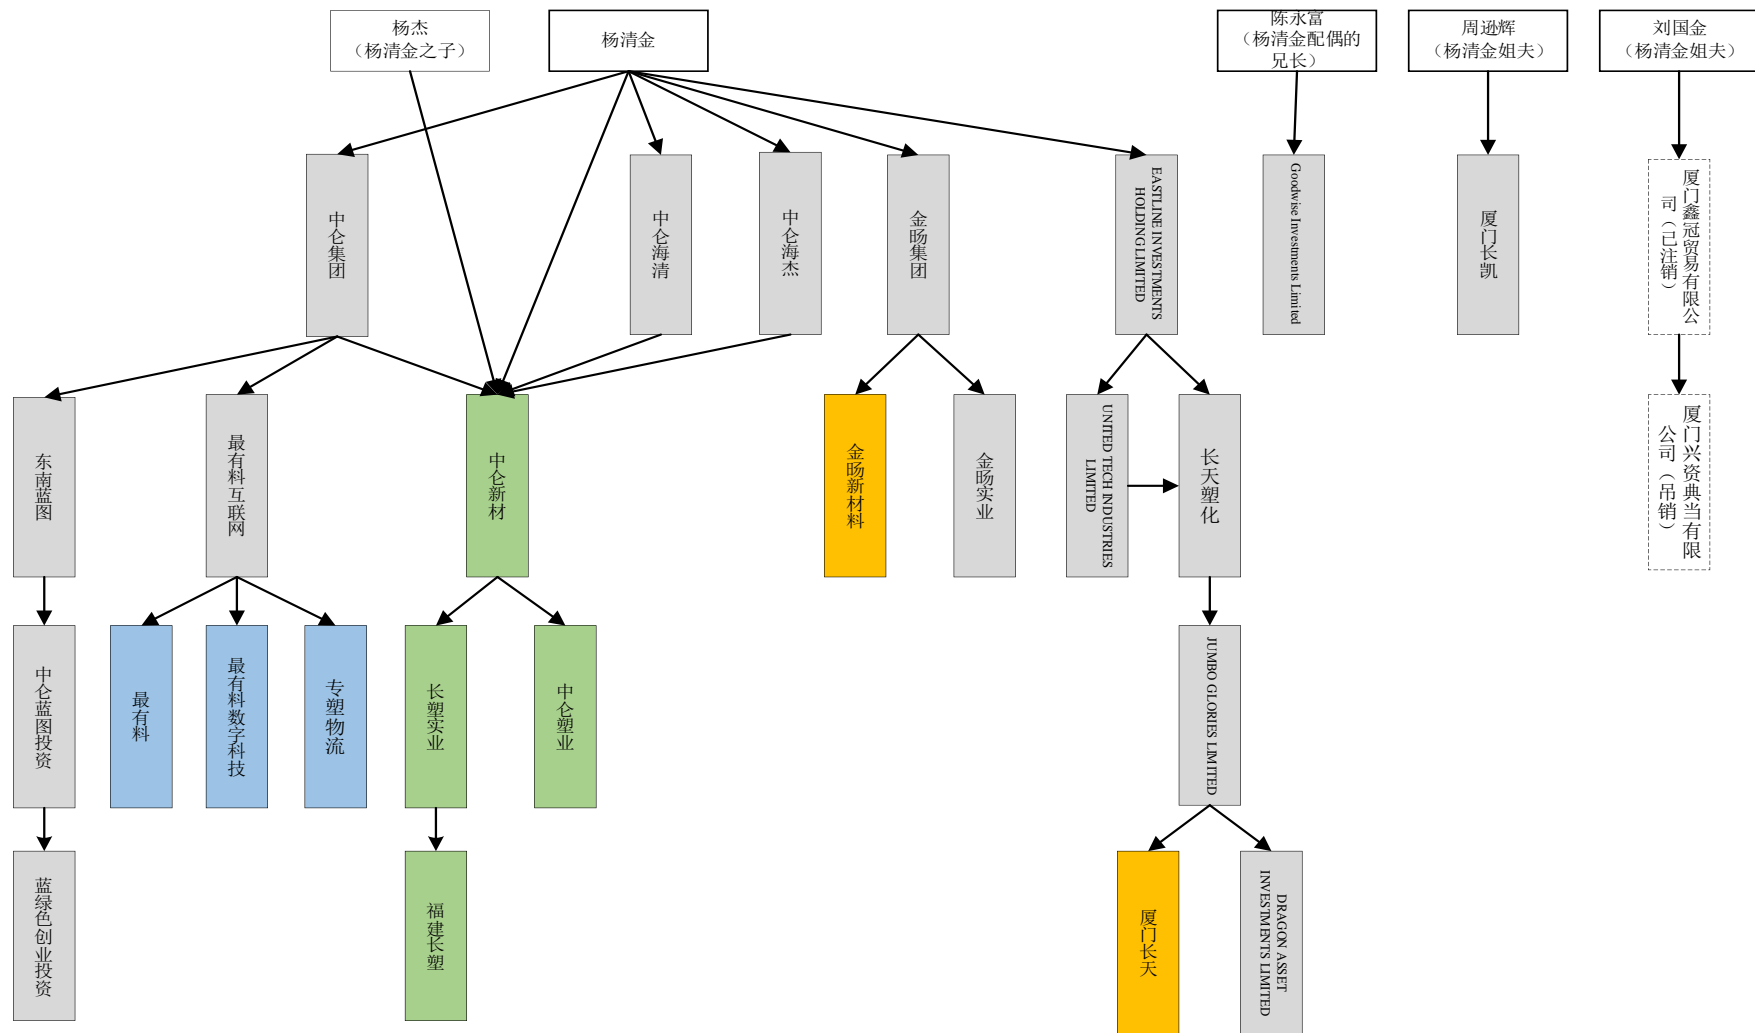 杨杰
（杨清金之子）
杨清金
陈永富
（杨清金配偶的
兄长）
周逊辉
（杨清金姐夫）
刘国金
（杨清金姐夫）
中仑集团
中仑海清
中仑海杰
金旸集团
EASTLINE INVESTMENTS
HOLDINGLIMITED
Goodwise Investments Limited
厦门长凯
厦门鑫冠贸易有限公
司（已注销）
东南蓝图
最有料互联网
中仑新材
金旸新材料
金旸实业
UNITED TECH INDUSTRIES
LIMITED
长天塑化
厦门兴资典当有限
公司（吊销）
中仑蓝图投资
最有料
最有料数字科技
专塑物流
长塑实业
中仑塑业
JUMBO GLORIES LIMITED
蓝绿色创业投资
福建长塑
厦门长天
DRAGON ASSET
INVESTMENTS LIMITED